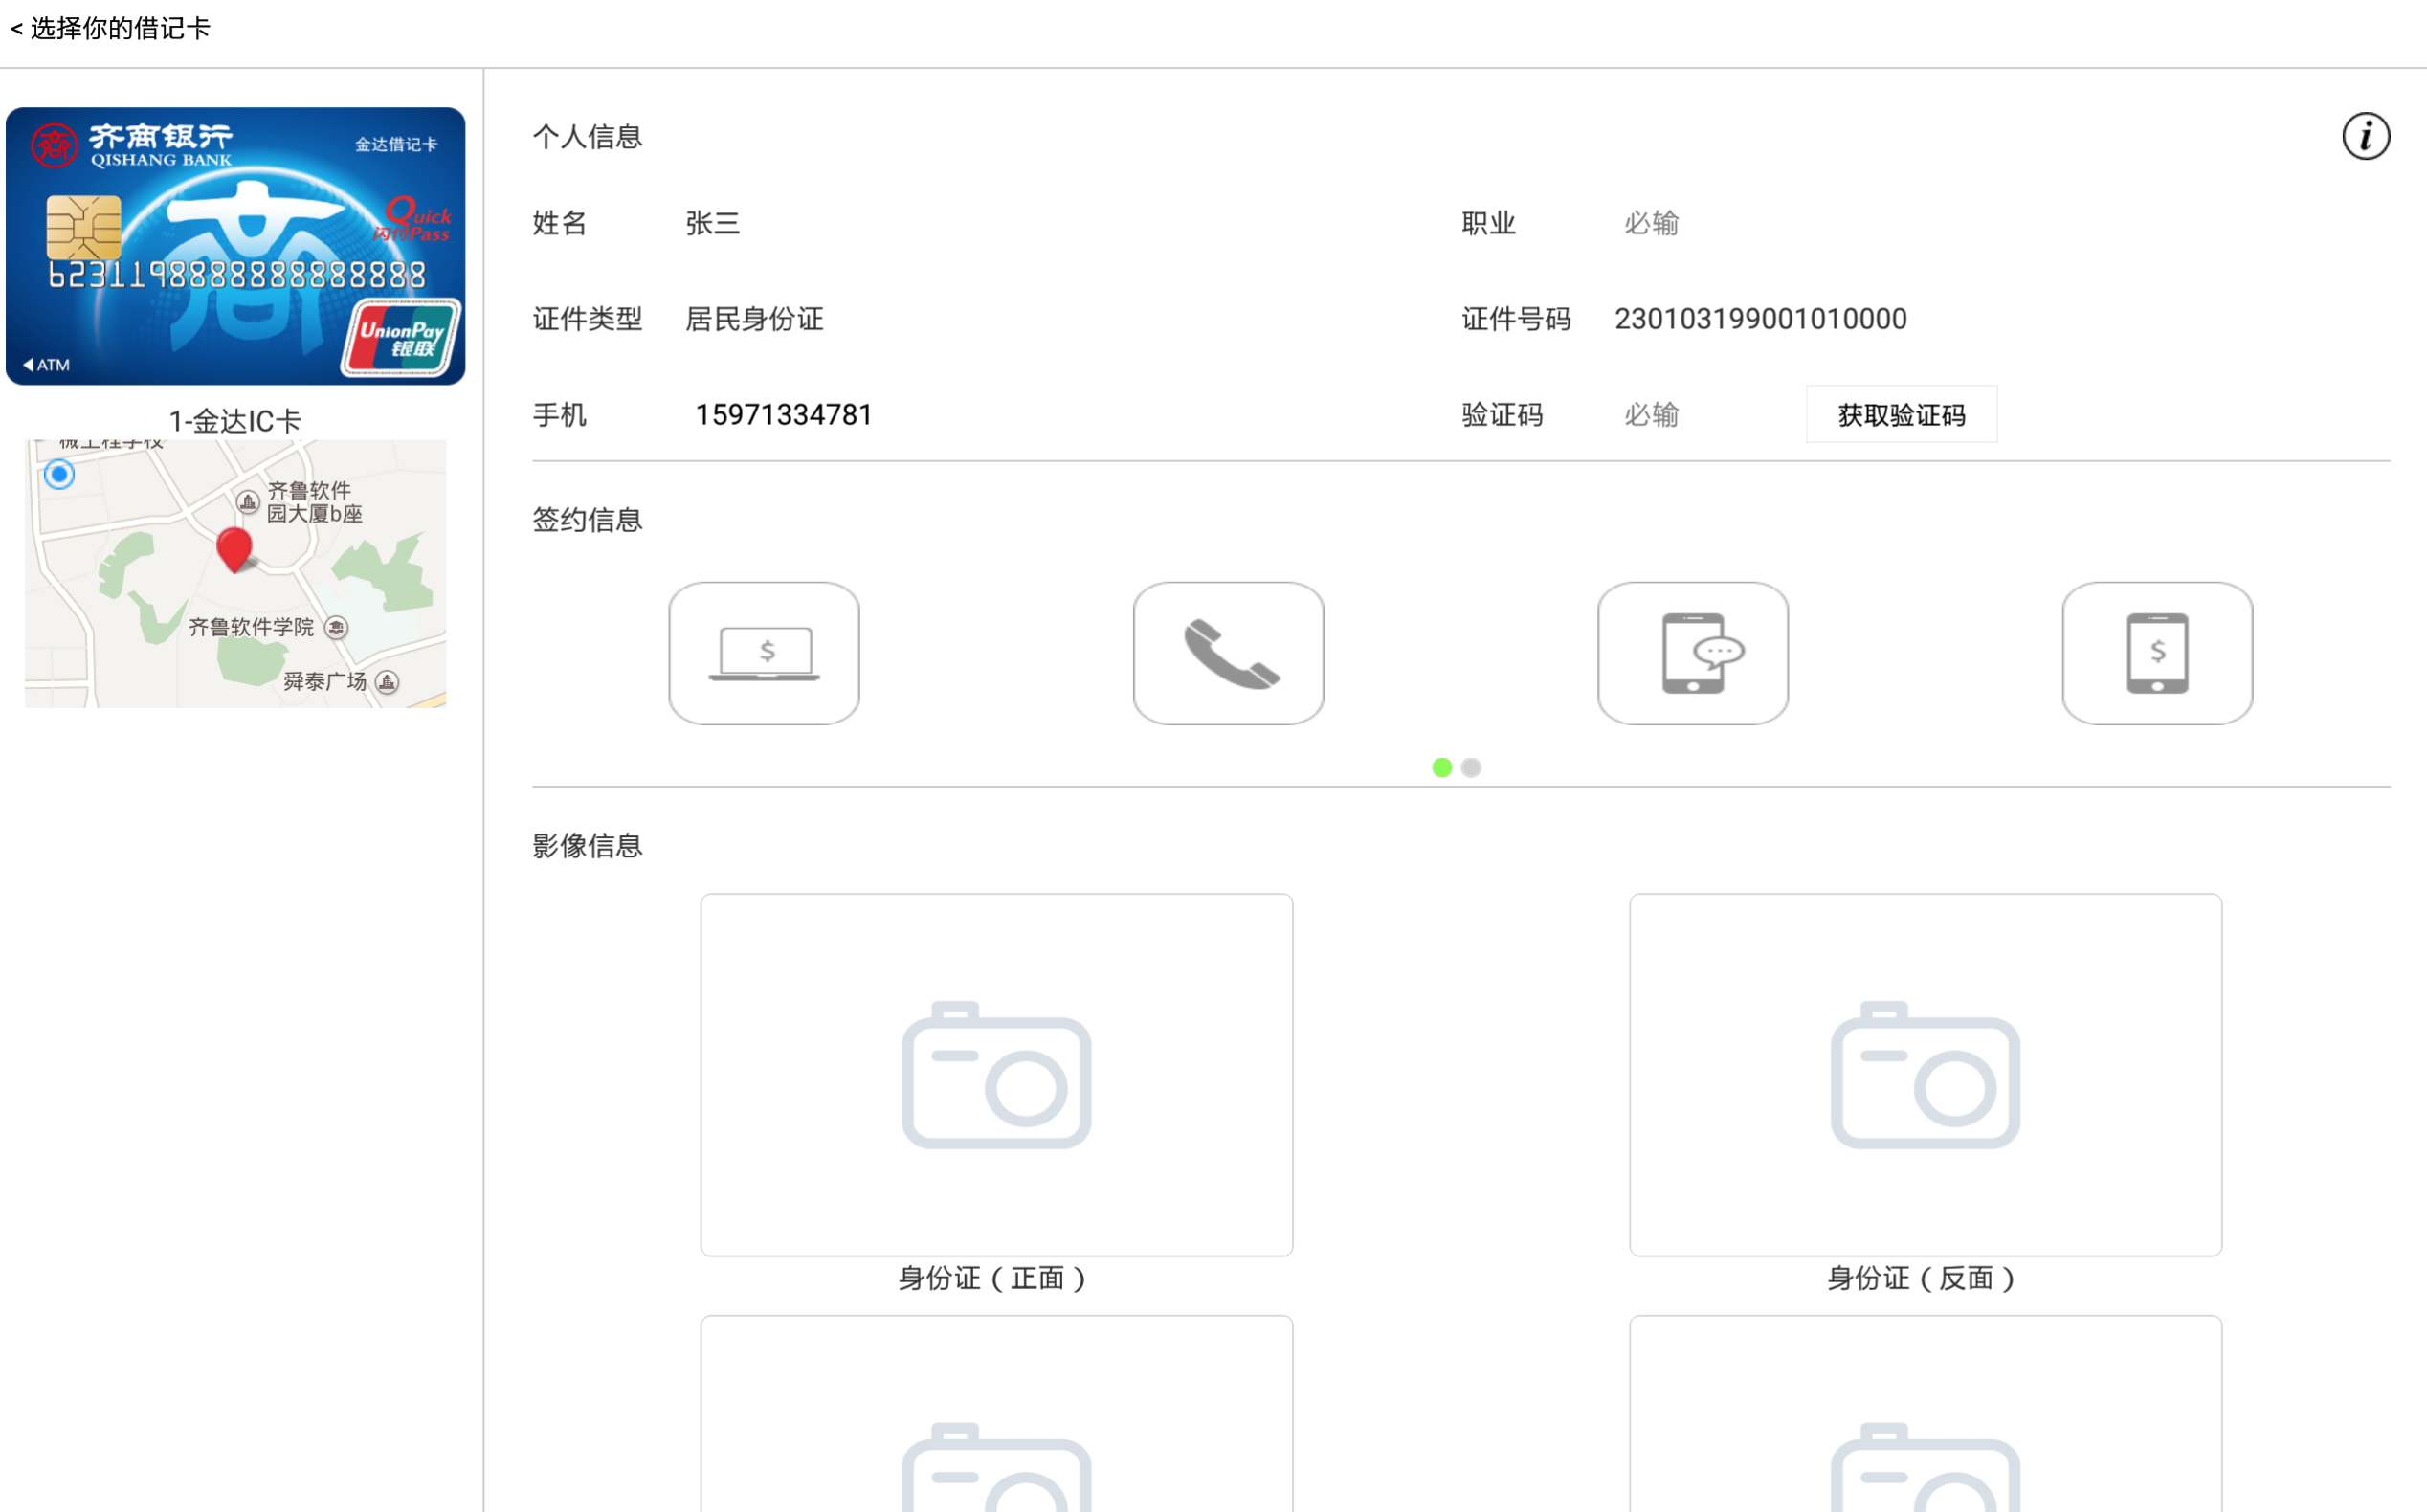 < 选择你的借记卡
齐商银行
QISHANG BANK
金达借记卡
Quick
闪付Pass
6231198888888888888
UnionPay
银联
ATM
1-金达IC卡
械工程学校
齐鲁软件
园大厦b座
齐鲁软件学院
舜泰广场
个人信息
i
姓名 张三 职业 必输
证件类型 居民身份证 证件号码 230103199001010000
手机 15971334781 验证码 必输 获取验证码
签约信息
$ $
影像信息
身份证（正面） 身份证（反面）